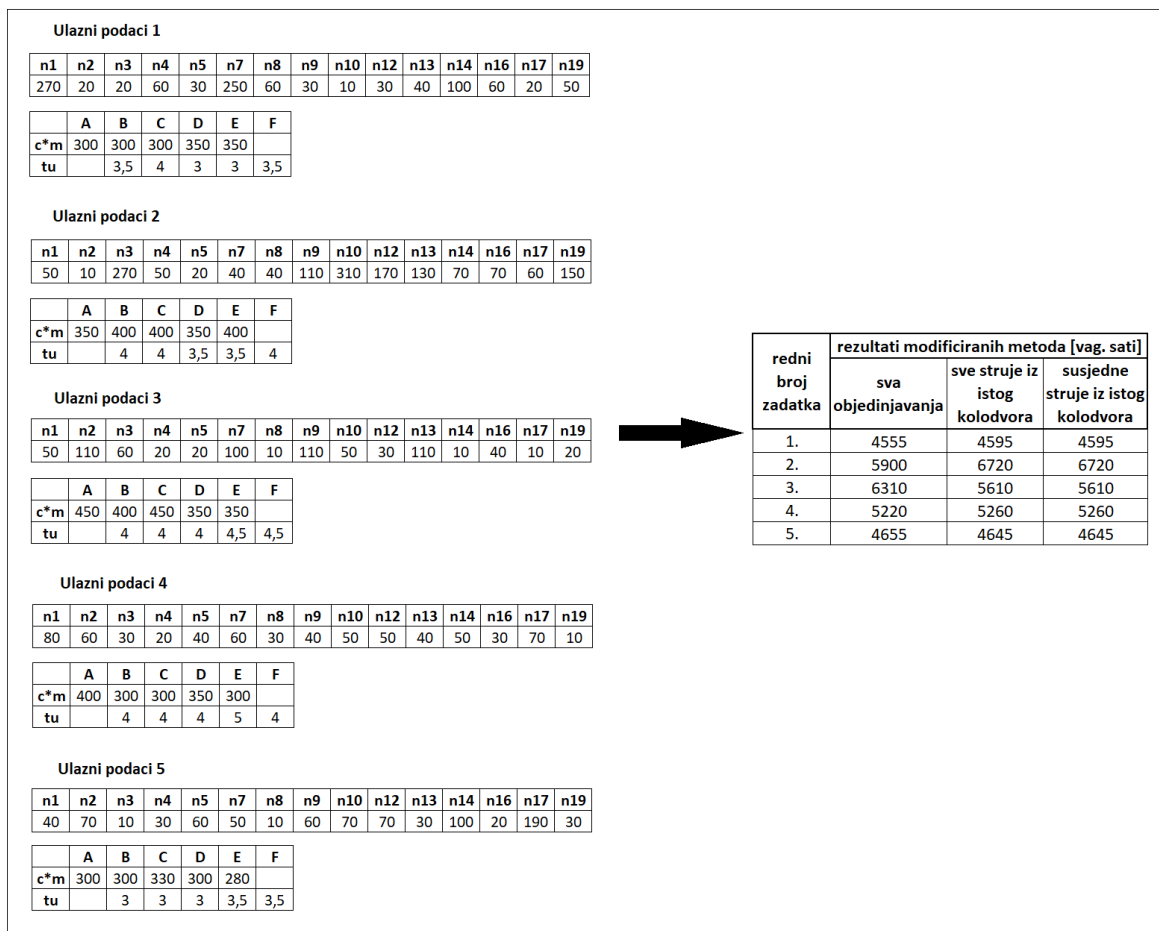 Ulazni podaci 1
n1 n2 n3 n4 n5 n7 n8 n9 n10 n12 n13 n14 n16 n17 n19
270 20 20 60 30 250 60 30 10 30 40 100 60 20 50
A B C D E F
c*m 300 300 300 350 350
tu 3,5 4 3 3 3,5
Ulazni podaci 2
n1 n2 n3 n4 n5 n7 n8 n9 n10 n12 n13 n14 n16 n17 n19
50 10 270 50 20 40 40 110 310 170 130 70 70 60 150
A B C D E F
c*m 350 400 400 350 400
tu 4 4 3,5 3,5 4
Ulazni podaci 3
n1 n2 n3 n4 n5 n7 n8 n9 n10 n12 n13 n14 n16 n17 n19
50 110 60 20 20 100 10 110 50 30 110 10 40 10 20
A B C D E F
c*m 450 400 450 350 350
tu 4 4 4 4,5 4,5
Ulazni podaci 4
n1 n2 n3 n4 n5 n7 n8 n9 n10 n12 n13 n14 n16 n17 n19
80 60 30 20 40 60 30 40 50 50 40 50 30 70 10
A B C D E F
c*m 400 300 300 350 300
tu 4 4 4 5 4
Ulazni podaci 5
n1 n2 n3 n4 n5 n7 n8 n9 n10 n12 n13 n14 n16 n17 n19
40 70 10 30 60 50 10 60 70 70 30 100 20 190 30
A B C D E F
c*m 300 300 330 300 280
tu 3 3 3 3,5 3,5
redni
broj
zadatka
rezultati modificiranih metoda [vag. sati]
sva
objedinjavanja
sve struje iz
istog
kolodvora
susjedne
struje iz istog
kolodvora
1. 4555 4595 4595
2. 5900 6720 6720
3. 6310 5610 5610
4. 5220 5260 5260
5. 4655 4645 4645